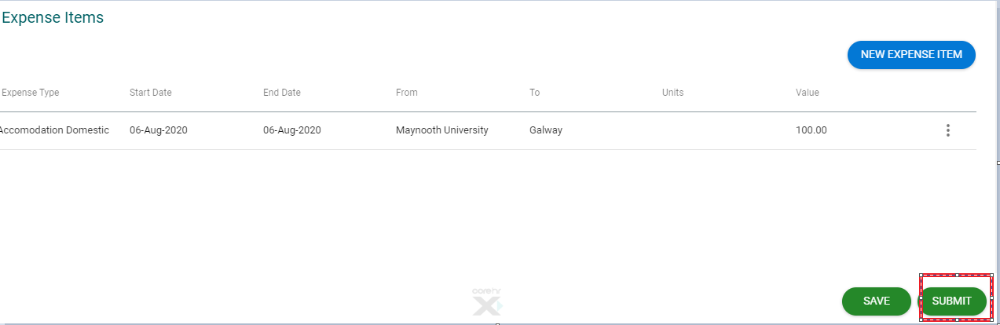 Expense Items
NEW EXPENSE ITEM
Expense Type Start Date End Date From To Units Value
Accomodation Domestic 06-Aug-2020 06-Aug-2020 Maynooth University Galway 100.00
corehr
X
SAVE SUBMIT